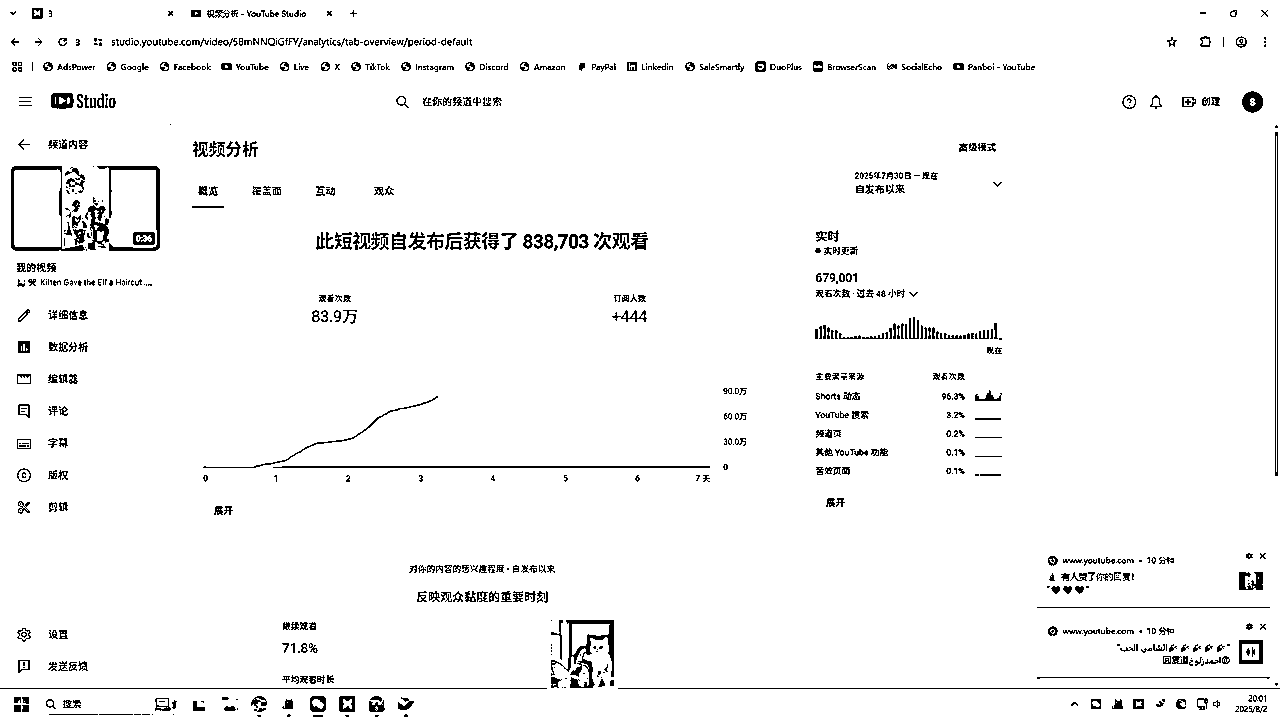 3
视频分析 - YouTube Studio
3
studio.youtube.com/video/S8mNNQiGfFY/analytics/tab-overview/period-default
AdsPower Google Facebook YouTube Live X TikTok Instagram Discord Amazon PayPal Linkedin SaleSmartly DuoPlus BrowserScan SocialEcho Panboi - YouTube
Studio
在你的频道中搜索
创建
S
频道内容
0:36
我的视频
Kitten Gave the Elf a Haircut ....
详细信息
数据分析
编辑器
评论
字幕
版权
剪辑
设置
发送反馈
视频分析
高级模式
概览 覆盖面 互动 观众
2025年7月30日 – 现在
自发布以来
此短视频自发布后获得了 838,703 次观看
观看次数
83.9万
订阅人数
+444
90.0万
60.0万
30.0万
0
0 1 2 3 4 5 6 7 天
展开
实时
实时更新
679,001
观看次数 · 过去 48 小时
现在
主要流量来源 观看次数
Shorts 动态 96.3%
YouTube 搜索 3.2%
频道页 0.2%
其他 YouTube 功能 0.1%
音效页面 0.1%
展开
对你的内容的感兴趣程度 · 自发布以来
反映观众黏度的重要时刻
继续观看
71.8%
平均观看时长
www.youtube.com • 10 分钟
有人赞了你的回复!
"♥ ♥ ♥"
www.youtube.com • 10 分钟
搜索
20:01
2025/8/2